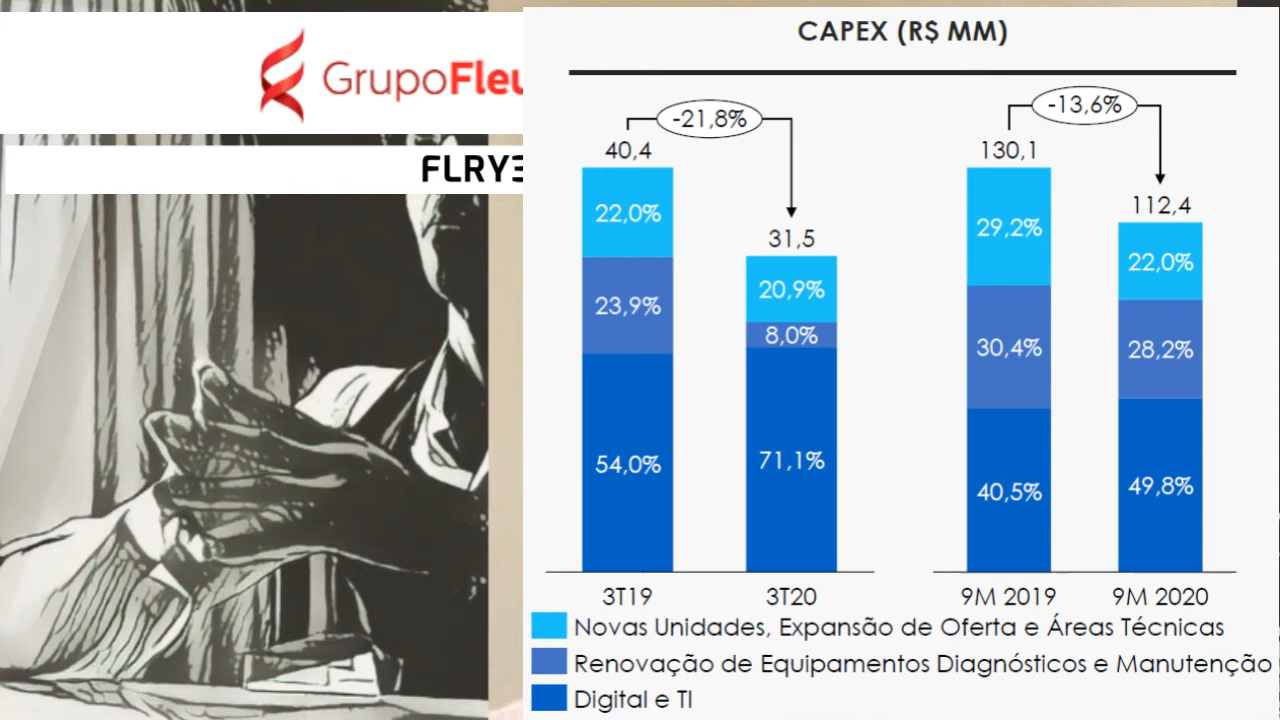 GrupoFleu
FLRY3
CAPEX (R$ MM)
-21,8%
-13,6%
40,4
130,1
31,5
112,4
22,0%
23,9%
54,0%
20,9%
8,0%
71,1%
29,2%
30,4%
40,5%
22,0%
28,2%
49,8%
3T19
3T20
9M 2019
9M 2020
Novas Unidades, Expansão de Oferta e Áreas Técnicas
Renovação de Equipamentos Diagnósticos e Manutenção
Digital e TI